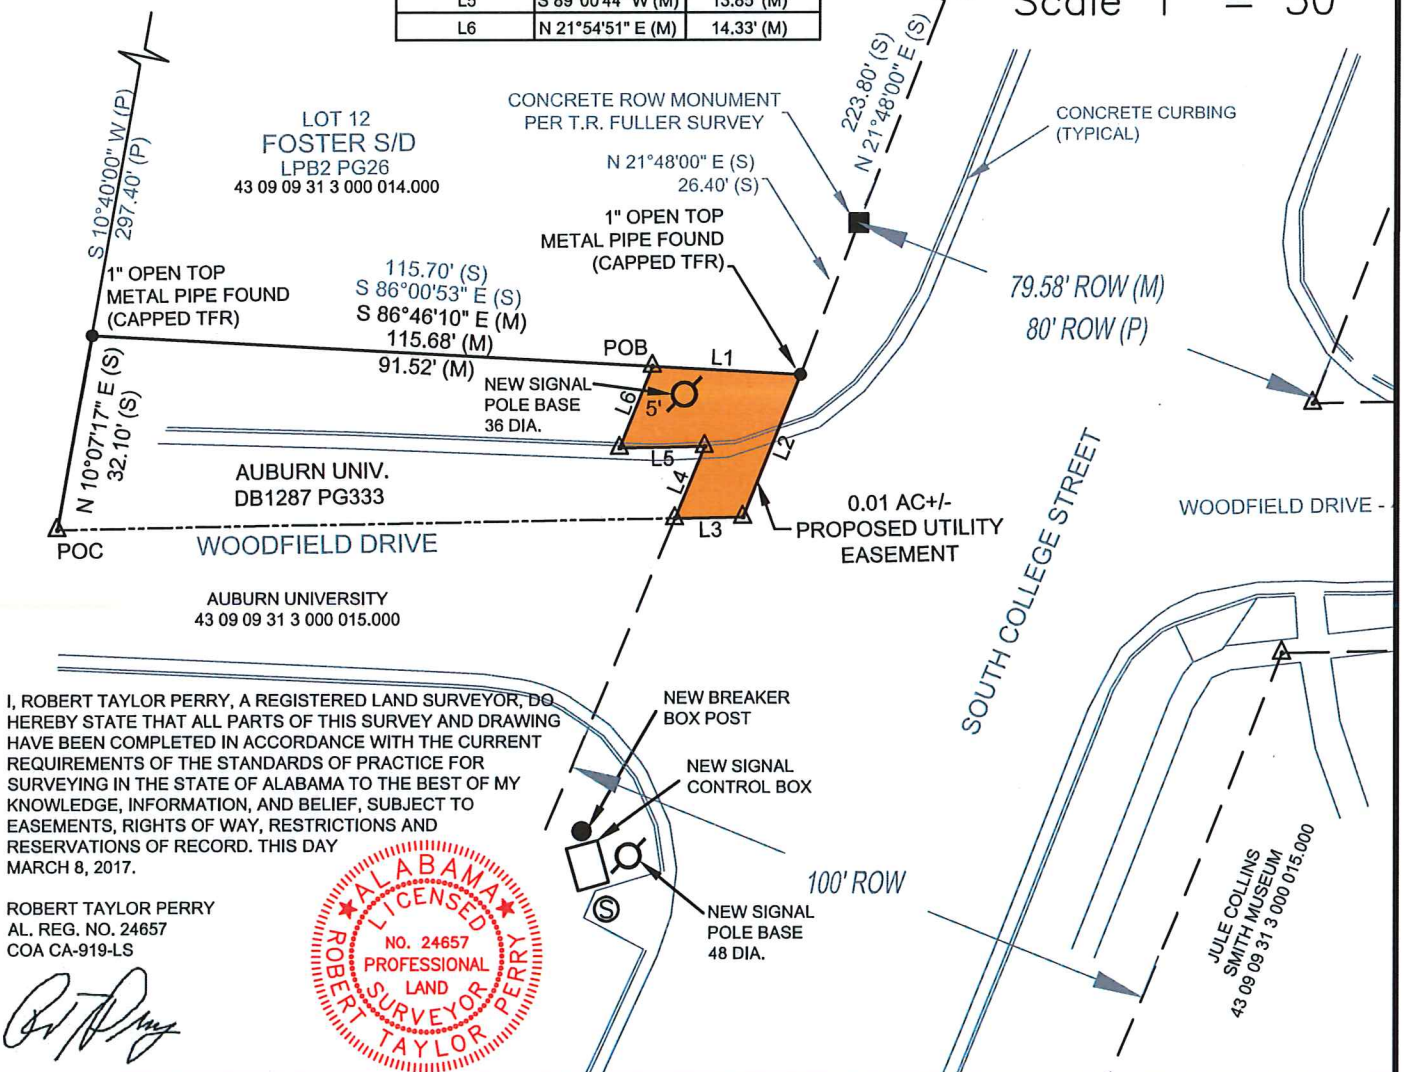 L5 S 89°00'44" W (M) 13.85' (M)
L6 N 21°54'51" E (M) 14.33' (M)
Scale 1" = 30'
S 10°40'00" W (P)
297.40' (P)
LOT 12
FOSTER S/D
LPB2 PG26
43 09 09 31 3 000 014.000
CONCRETE ROW MONUMENT
PER T.R. FULLER SURVEY
N 21°48'00" E (S)
26.40' (S)
223.80' (S)
N 21°48'00" E (S)
CONCRETE CURBING
(TYPICAL)
1" OPEN TOP
METAL PIPE FOUND
(CAPPED TFR)
1" OPEN TOP
METAL PIPE FOUND
(CAPPED TFR)
115.70' (S)
S 86°00'53" E (S)
S 86°46'10" E (M)
115.68' (M)
91.52' (M)
79.58' ROW (M)
80' ROW (P)
POB
L1
NEW SIGNAL
POLE BASE
36 DIA.
L6
5'
L5
L4
L2
L3
N 10°07'17" E (S)
32.10' (S)
AUBURN UNIV.
DB1287 PG333
0.01 AC+/-
PROPOSED UTILITY
EASEMENT
POC
WOODFIELD DRIVE
WOODFIELD DRIVE -
SOUTH COLLEGE STREET
AUBURN UNIVERSITY
43 09 09 31 3 000 015.000
I, ROBERT TAYLOR PERRY, A REGISTERED LAND SURVEYOR, DO
HEREBY STATE THAT ALL PARTS OF THIS SURVEY AND DRAWING
HAVE BEEN COMPLETED IN ACCORDANCE WITH THE CURRENT
REQUIREMENTS OF THE STANDARDS OF PRACTICE FOR
SURVEYING IN THE STATE OF ALABAMA TO THE BEST OF MY
KNOWLEDGE, INFORMATION, AND BELIEF, SUBJECT TO
EASEMENTS, RIGHTS OF WAY, RESTRICTIONS AND
RESERVATIONS OF RECORD. THIS DAY
MARCH 8, 2017.
ROBERT TAYLOR PERRY
AL. REG. NO. 24657
COA CA-919-LS
ALABAMA
LICENSED
NO. 24657
PROFESSIONAL
LAND
SURVEYOR
ROBERT TAYLOR PERRY
NEW BREAKER
BOX POST
NEW SIGNAL
CONTROL BOX
NEW SIGNAL
POLE BASE
48 DIA.
S
100' ROW
JULE COLLINS
SMITH MUSEUM
43 09 09 31 3 000 015.000